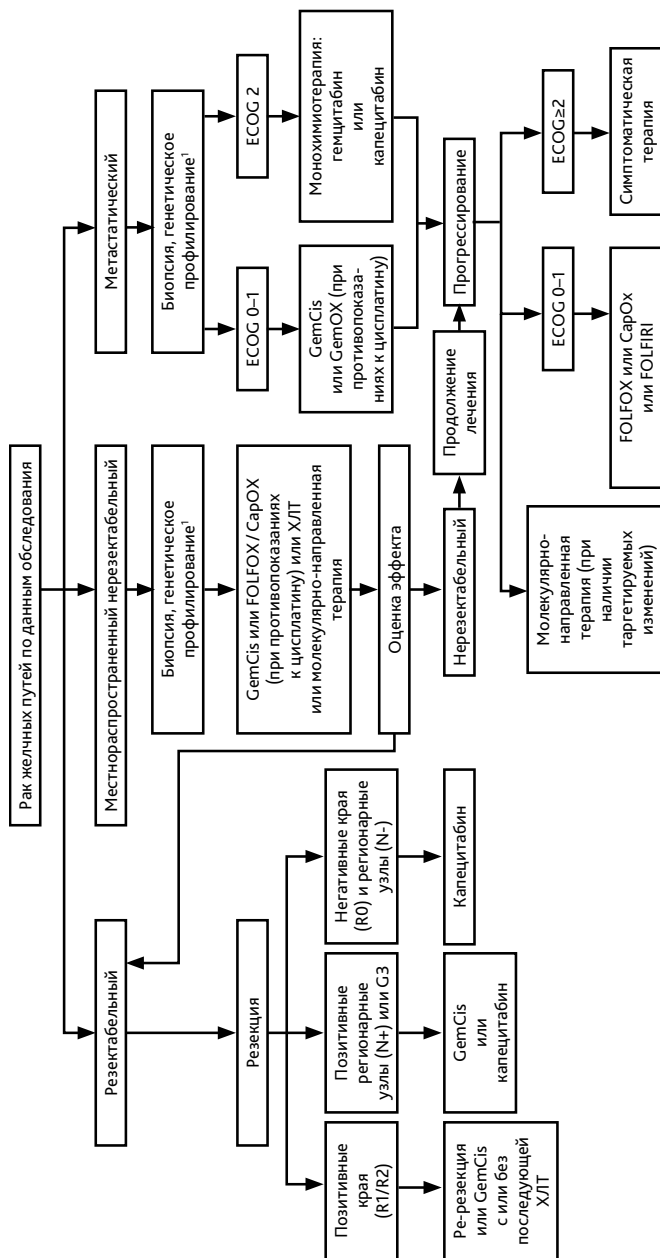 Рак желчных путей по данным обследования
Резектабельный
Местнораспространенный нерезектабельный
Метастатический
Биопсия, генетическое
профилирование¹
Биопсия, генетическое
профилирование¹
Резекция
GemCis или FOLFOX / CapOX
(при противопоказаниях
к цисплатину) или ХЛТ
или молекулярно-направленная
терапия
ECOG 0–1
ECOG 2
GemCis
или GemOX (при
противопоказа-
ниях к цисплатину)
Монохимиотерапия:
гемцитабин
или
капецитабин
Позитивные
края
(R1/R2)
Позитивные
регионарные
узлы (N+) или G3
Негативные края
(R0) и регионарные
узлы (N-)
Оценка эффекта
Ре-резекция
или GemCis
с или без
последующей
ХЛТ
GemCis
или
капецитабин
Капецитабин
Нерезектабельный
Продолжение
лечения
Прогрессирование
Молекулярно-
направленная
терапия (при
наличии
таргетируемых
изменений)
ECOG 0–1
ECOG≥2
FOLFOX или CapOx
или FOLFIRI
Симптоматическая
терапия